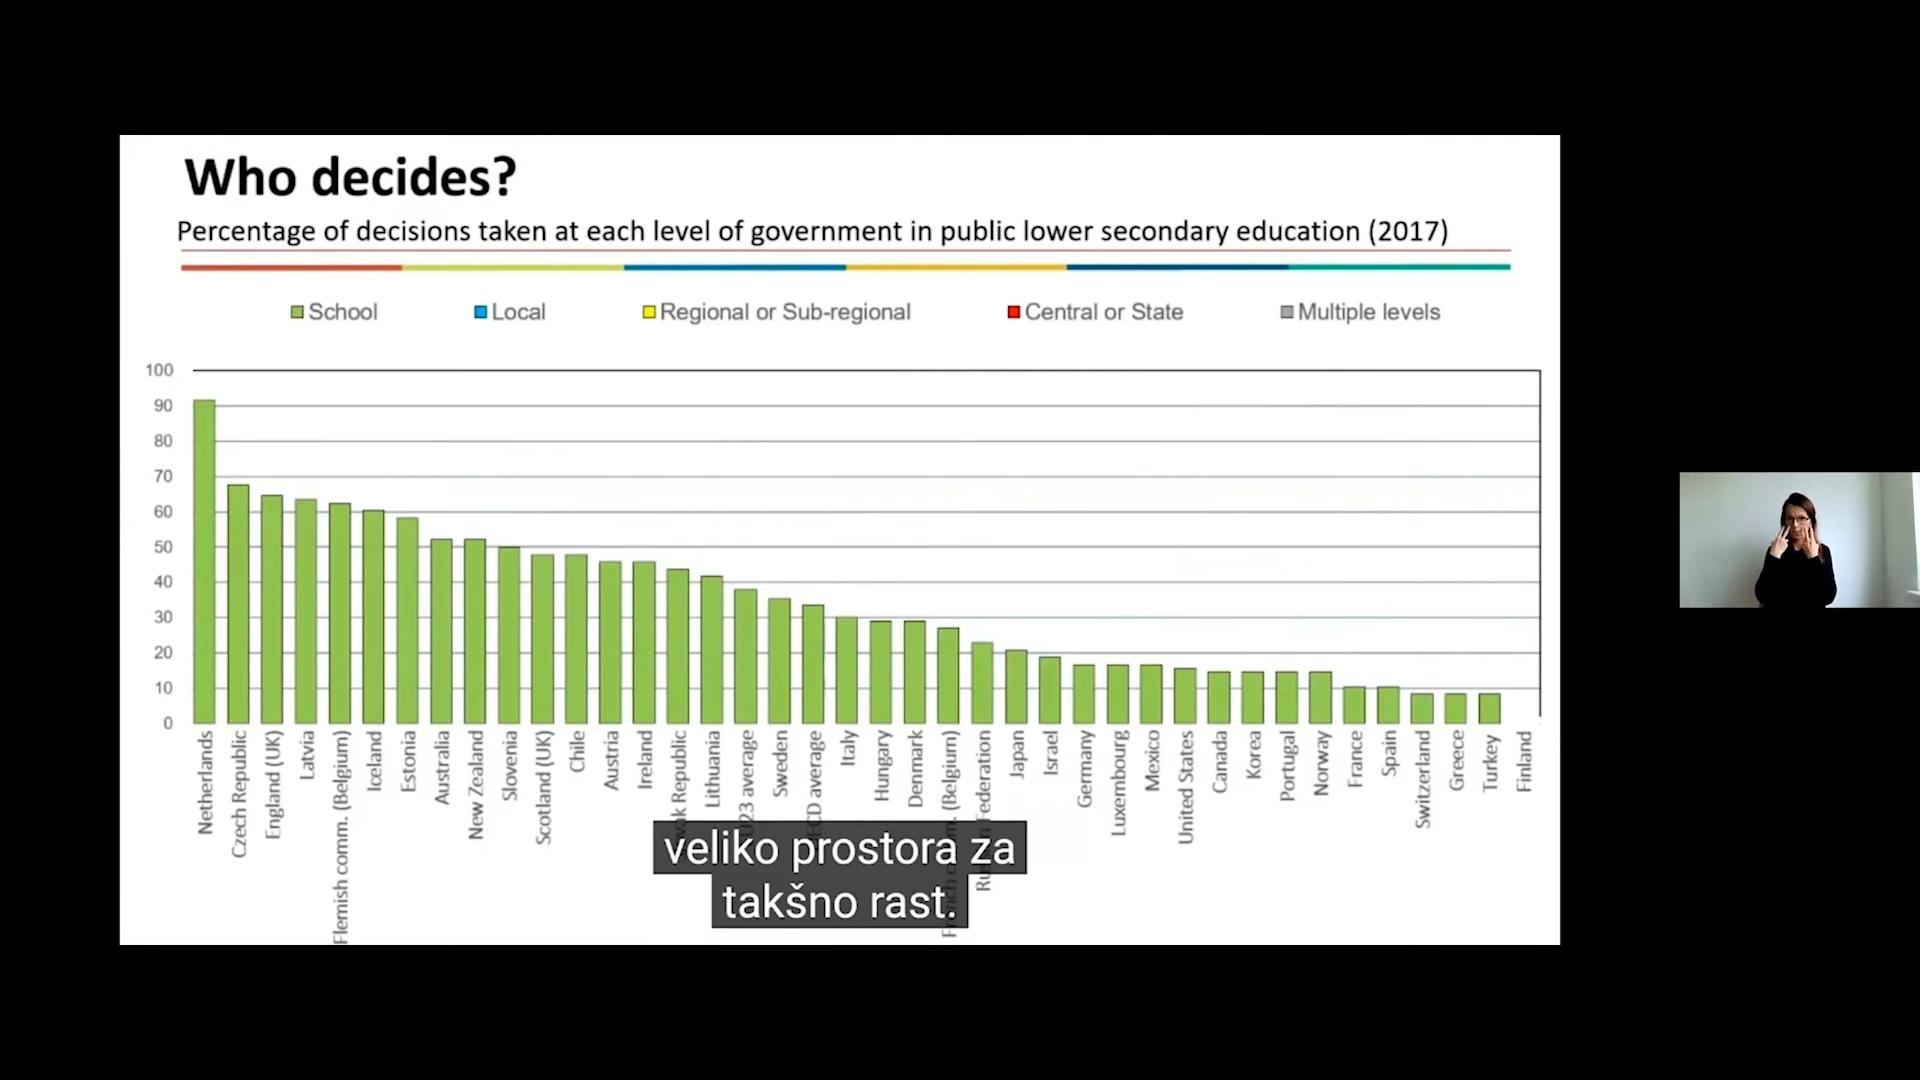 Who decides?
Percentage of decisions taken at each level of government in public lower secondary education (2017)
School
Local
Regional or Sub-regional
Central or State
Multiple levels
100
90
80
70
60
50
40
30
20
10
0
Netherlands
Czech Republic
England (UK)
Latvia
Flemish comm. (Belgium)
Iceland
Estonia
Australia
New Zealand
Slovenia
Scotland (UK)
Chile
Austria
Ireland
Republic
Lithuania
average
Sweden
average
Italy
Hungary
Denmark
(Belgium)
Federation
Japan
Israel
Germany
Luxembourg
Mexico
United States
Canada
Korea
Portugal
Norway
France
Spain
Switzerland
Greece
Turkey
Finland
veliko prostora za
takšno rast.